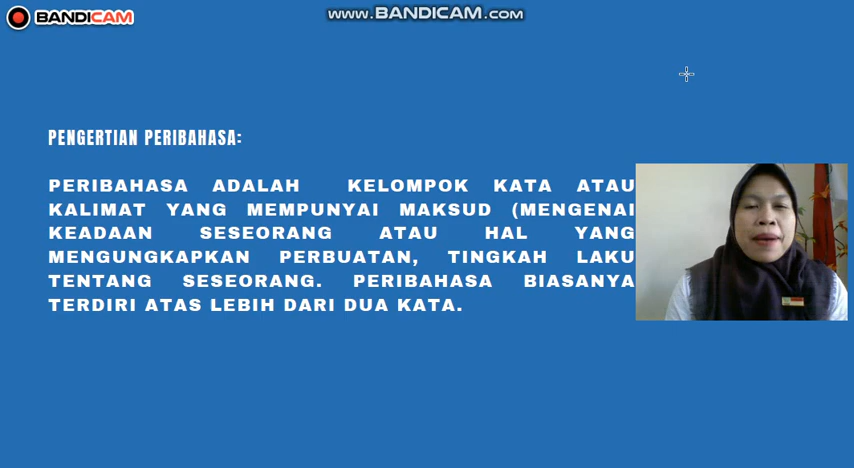 BANDICAM
www.BANDICAM.com
PENGERTIAN PERIBAHASA:
PERIBAHASA ADALAH KELOMPOK KATA ATAU
KALIMAT YANG MEMPUNYAI MAKSUD (MENGENAI
KEADAAN SESEORANG ATAU HAL YANG
MENGUNGKAPKAN PERBUATAN, TINGKAH LAKU
TENTANG SESEORANG. PERIBAHASA BIASANYA
TERDIRI ATAS LEBIH DARI DUA KATA.